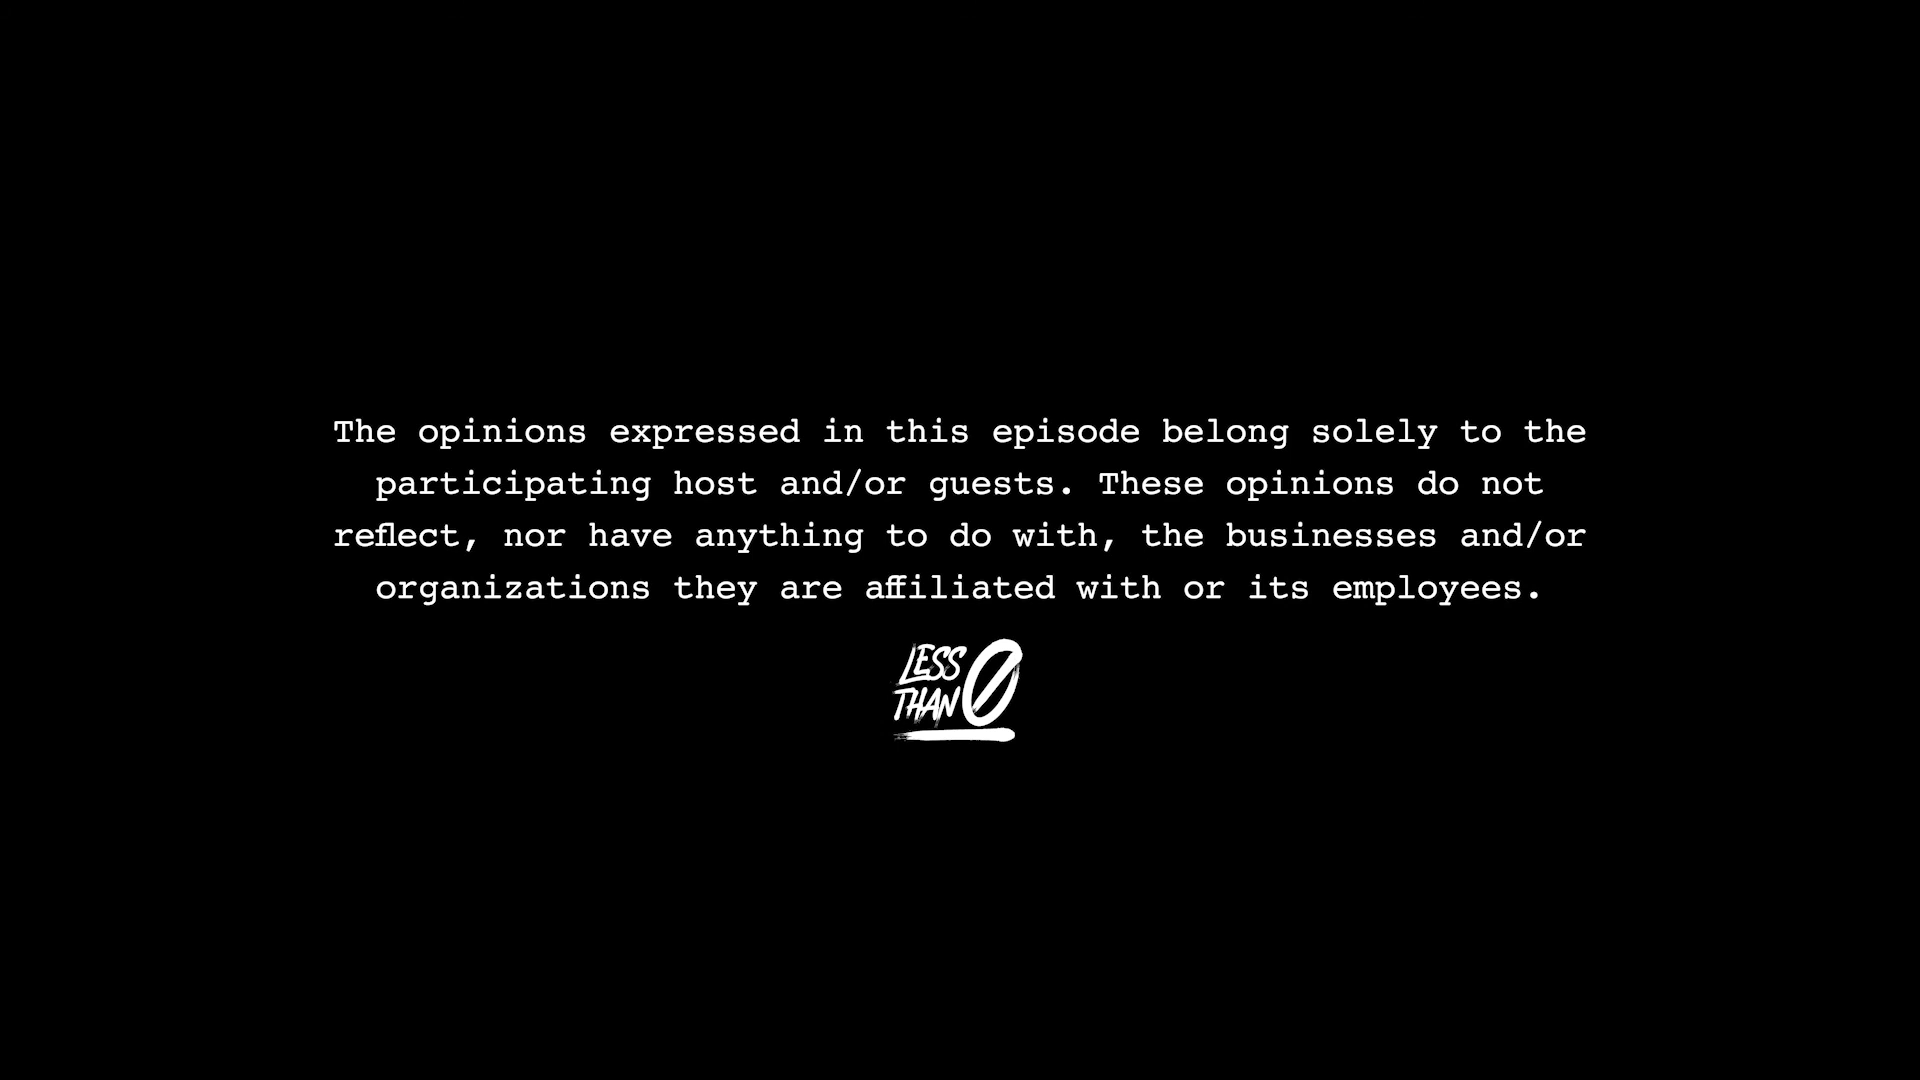 The opinions expressed in this episode belong solely to the
participating host and/or guests. These opinions do not
reflect, nor have anything to do with, the businesses and/or
organizations they are affiliated with or its employees.
LESS
THAN 0